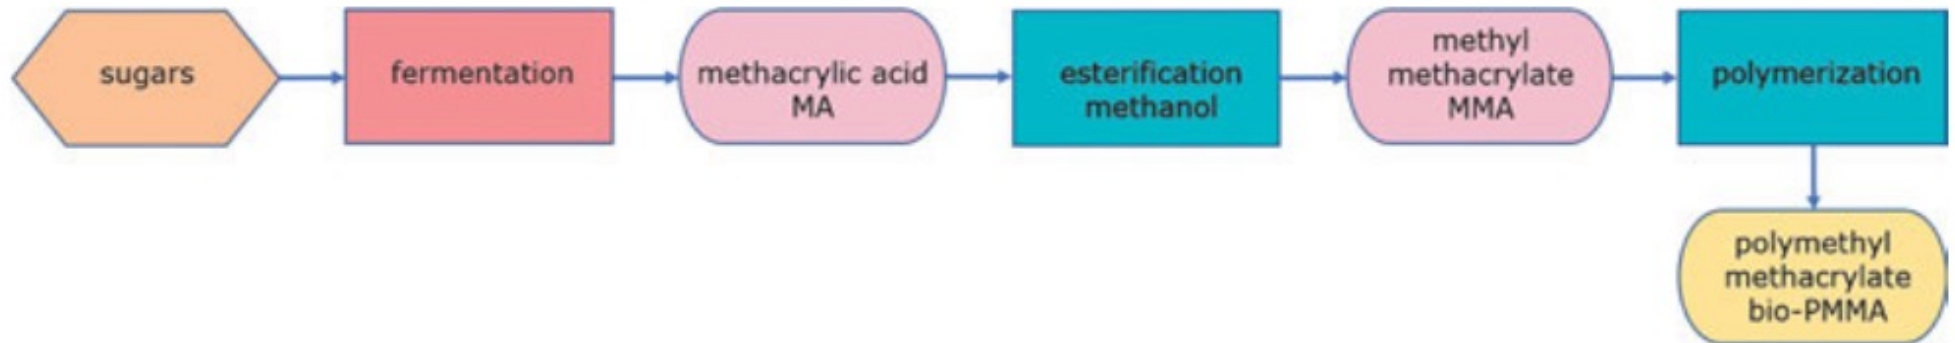 sugars
fermentation
methacrylic acid
MA
esterification
methanol
methyl
methacrylate
MMA
polymerization
polymethyl
methacrylate
bio-PMMA